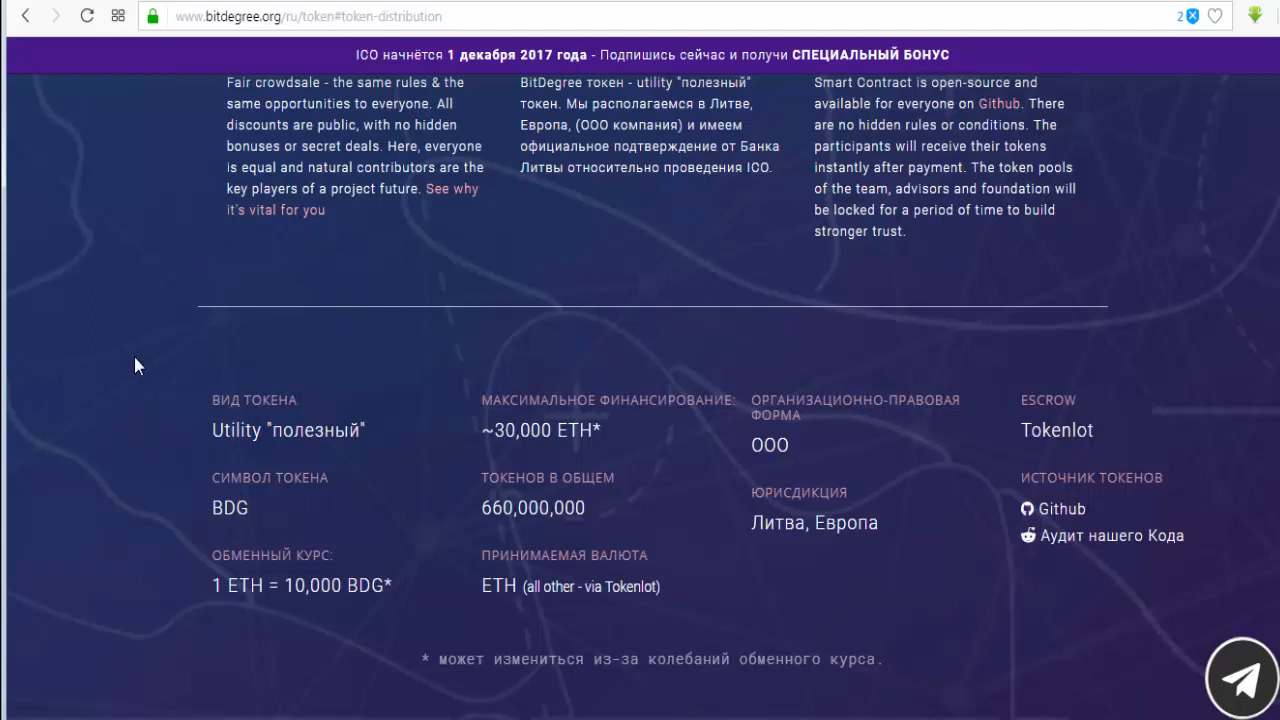 www.bitdegree.org/ru/token#token-distribution
2
ICO начнётся 1 декабря 2017 года - Подпишись сейчас и получи СПЕЦИАЛЬНЫЙ БОНУС
Fair crowdsale - the same rules & the
same opportunities to everyone. All
discounts are public, with no hidden
bonuses or secret deals. Here, everyone
is equal and natural contributors are the
key players of a project future. See why
it's vital for you
BitDegree токен - utility "полезный"
токен. Мы располагаемся в Литве,
Европа, (ООО компания) и имеем
официальное подтверждение от Банка
Литвы относительно проведения ICO.
Smart Contract is open-source and
available for everyone on Github. There
are no hidden rules or conditions. The
participants will receive their tokens
instantly after payment. The token pools
of the team, advisors and foundation will
be locked for a period of time to build
stronger trust.
ВИД ТОКЕНА
Utility "полезный"
СИМВОЛ ТОКЕНА
BDG
ОБМЕННЫЙ КУРС:
1 ETH = 10,000 BDG*
МАКСИМАЛЬНОЕ ФИНАНСИРОВАНИЕ:
~30,000 ETH*
ТОКЕНОВ В ОБЩЕМ
660,000,000
ПРИНИМАЕМАЯ ВАЛЮТА
ETH (all other - via Tokenlot)
ОРГАНИЗАЦИОННО-ПРАВОВАЯ
ФОРМА
ООО
ЮРИСДИКЦИЯ
Литва, Европа
ESCROW
Tokenlot
ИСТОЧНИК ТОКЕНОВ
Github
Аудит нашего Кода
* может измениться из-за колебаний обменного курса.